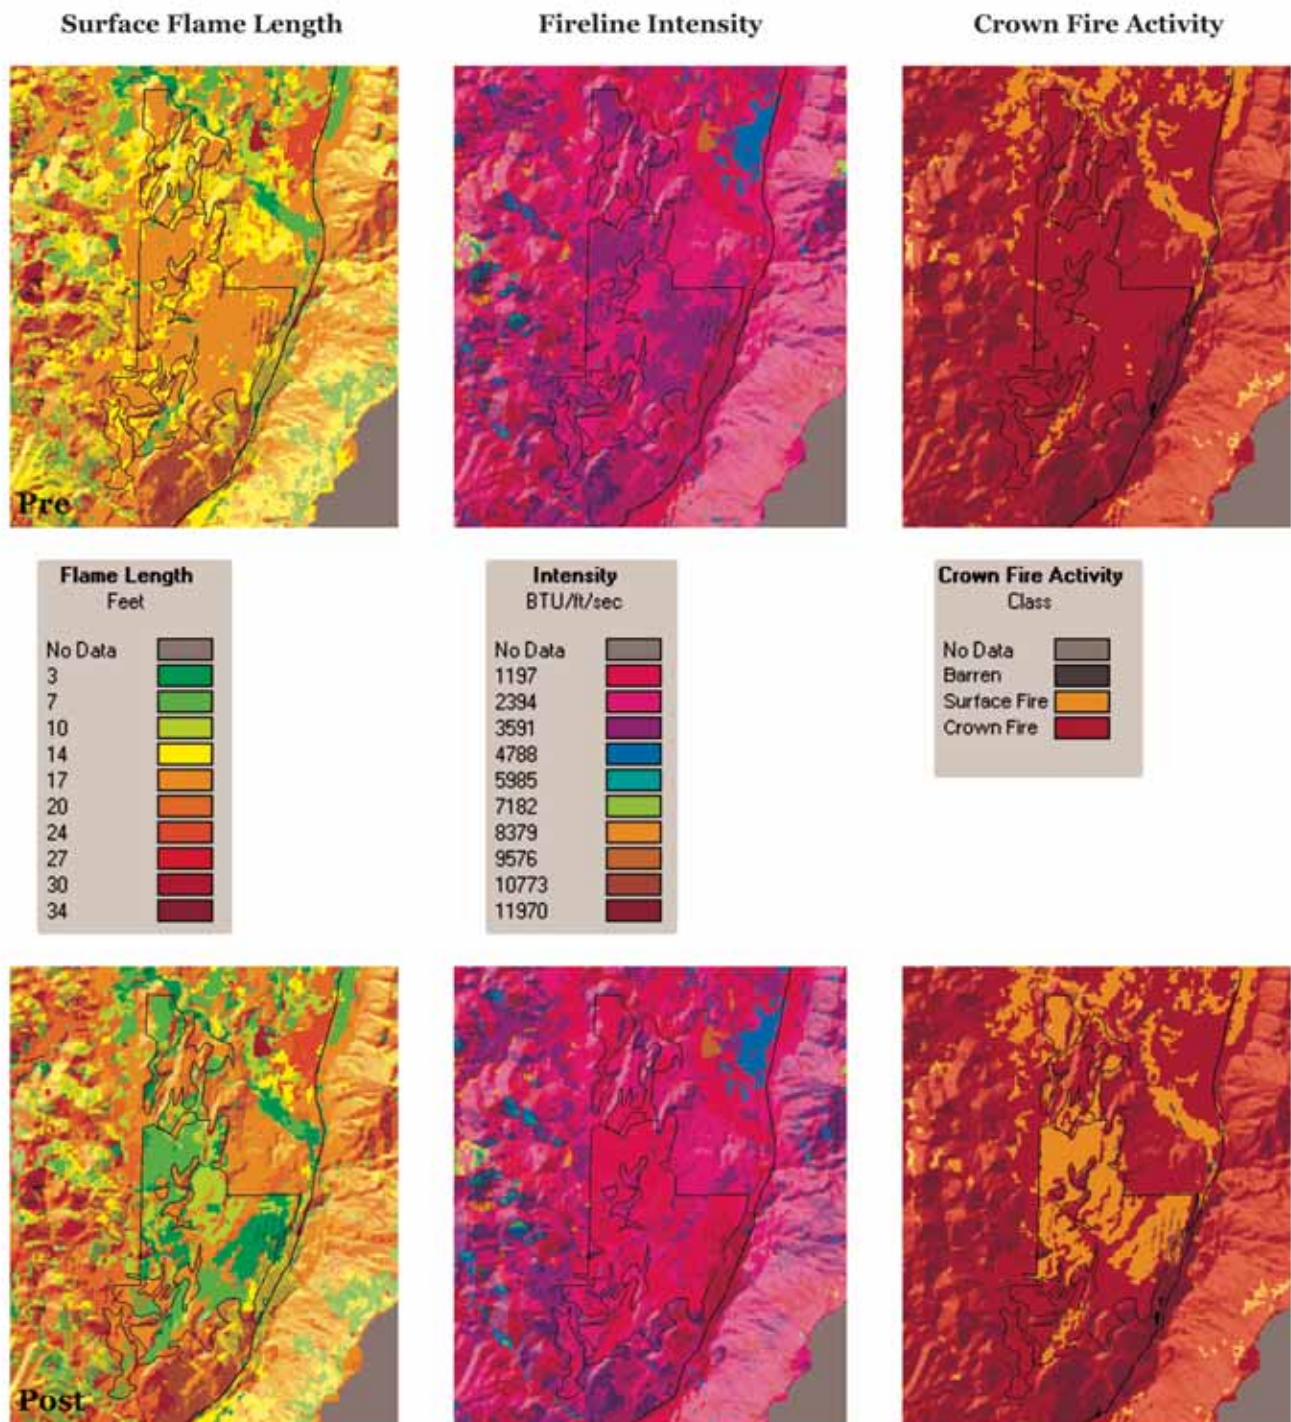 Surface Flame Length Fireline Intensity Crown Fire Activity
Pre
Flame Length
Feet
No Data
3
7
10
14
17
20
24
27
30
34
Intensity
BTU/ft/sec
No Data
1197
2394
3591
4788
5985
7182
8379
9576
10773
11970
Crown Fire Activity
Class
No Data
Barren
Surface Fire
Crown Fire
Post